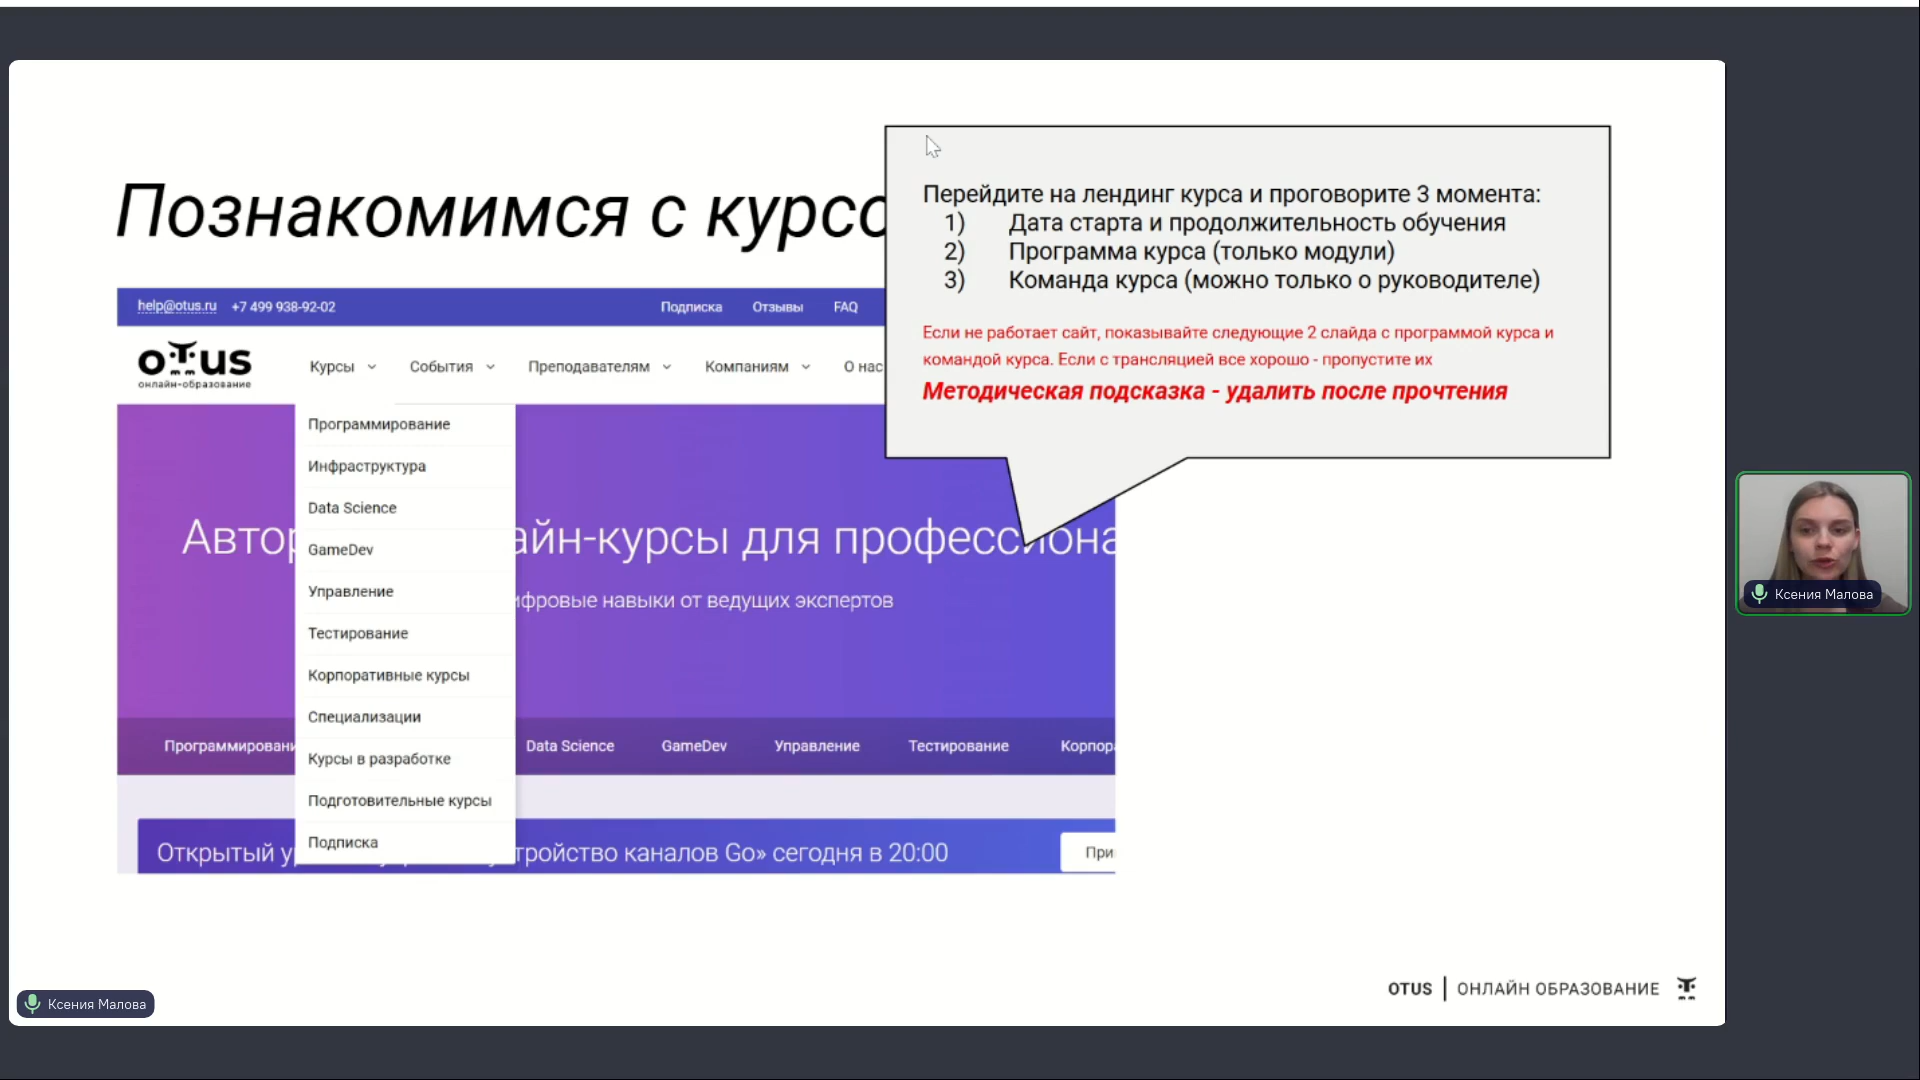 Познакомимся с курсо
Перейдите на лендинг курса и проговорите 3 момента:
1) Дата старта и продолжительность обучения
2) Программа курса (только модули)
3) Команда курса (можно только о руководителе)
Если не работает сайт, показывайте следующие 2 слайда с программой курса и
командой курса. Если с трансляцией все хорошо - пропустите их
Методическая подсказка - удалить после прочтения
help@otus.ru +7 499 938-92-02 Подписка Отзывы FAQ
OTUS
онлайн-образование
Курсы События Преподавателям Компаниям О нас
Программирование
Инфраструктура
Data Science
GameDev
Управление
Тестирование
Корпоративные курсы
Специализации
Курсы в разработке
Подготовительные курсы
Подписка
Автор айн-курсы для профессиона
ифровые навыки от ведущих экспертов
Программировани Data Science GameDev Управление Тестирование Корпор
Открытый у тройство каналов Go» сегодня в 20:00 При
Ксения Малова
OTUS | ОНЛАЙН ОБРАЗОВАНИЕ
Ксения Малова